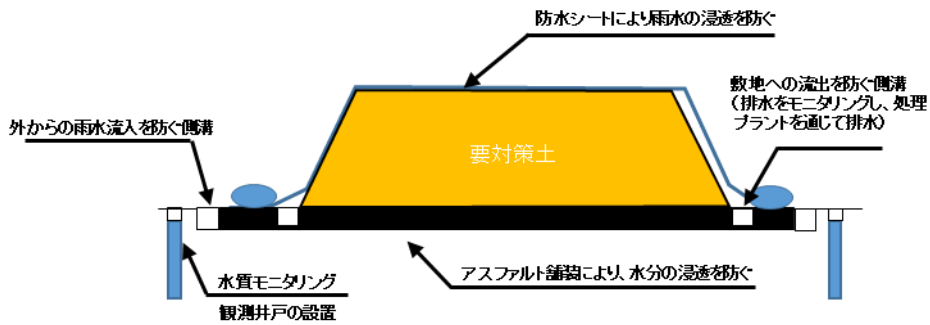 防水シートにより雨水の浸透を防ぐ
敷地への流出を防ぐ側溝
（排水をモニタリングし、処理
プラントを通じて排水）
外からの雨水流入を防ぐ側溝
要対策土
水質モニタリング
観測井戸の設置
アスファルト舗装により、水分の浸透を防ぐ